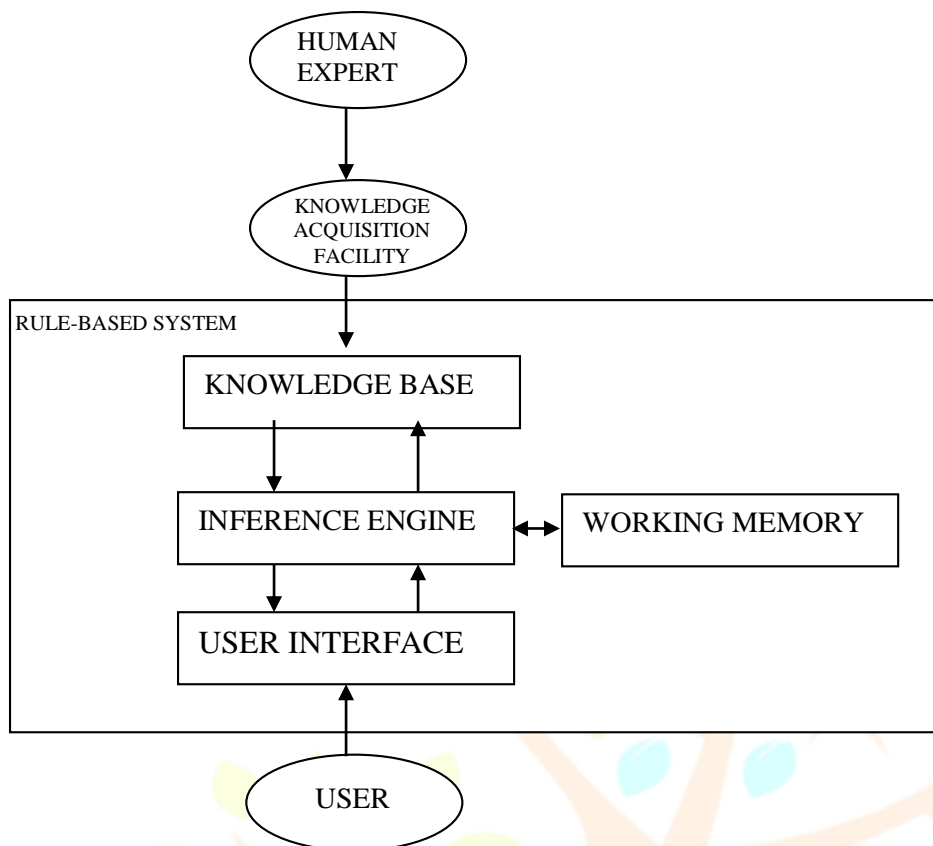 HUMAN
EXPERT
KNOWLEDGE
ACQUISITION
FACILITY
RULE-BASED SYSTEM
KNOWLEDGE BASE
INFERENCE ENGINE
WORKING MEMORY
USER INTERFACE
USER